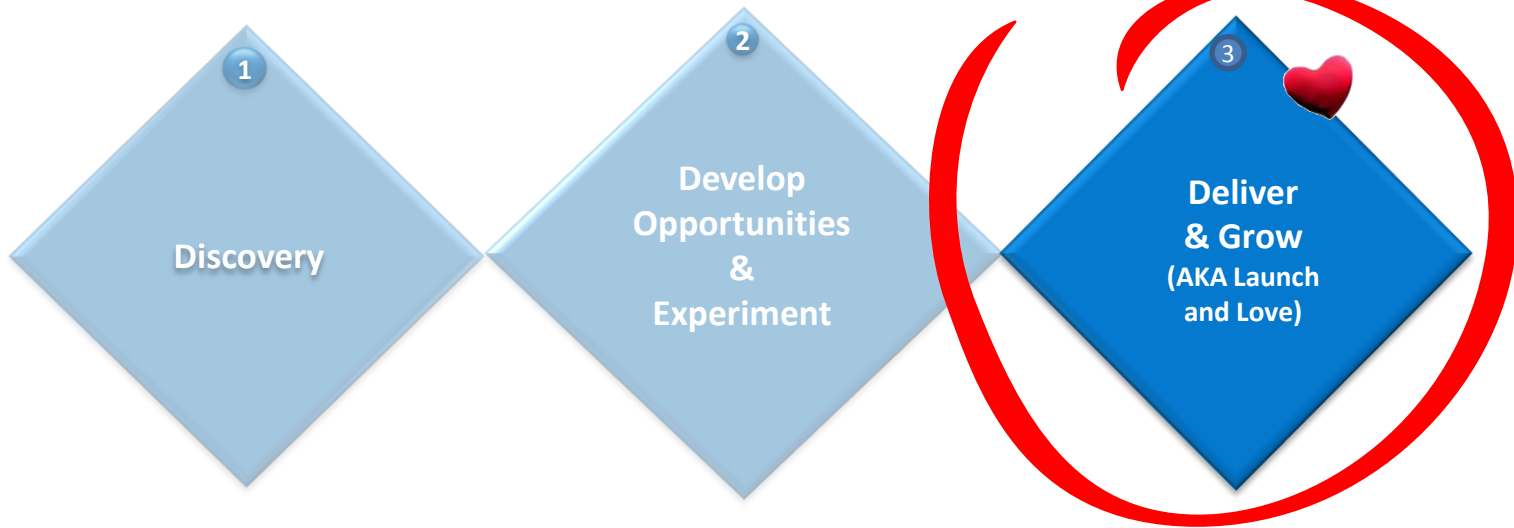 1
Discovery
2
Develop
Opportunities
&
Experiment
3
Deliver
& Grow
(AKA Launch
and Love)